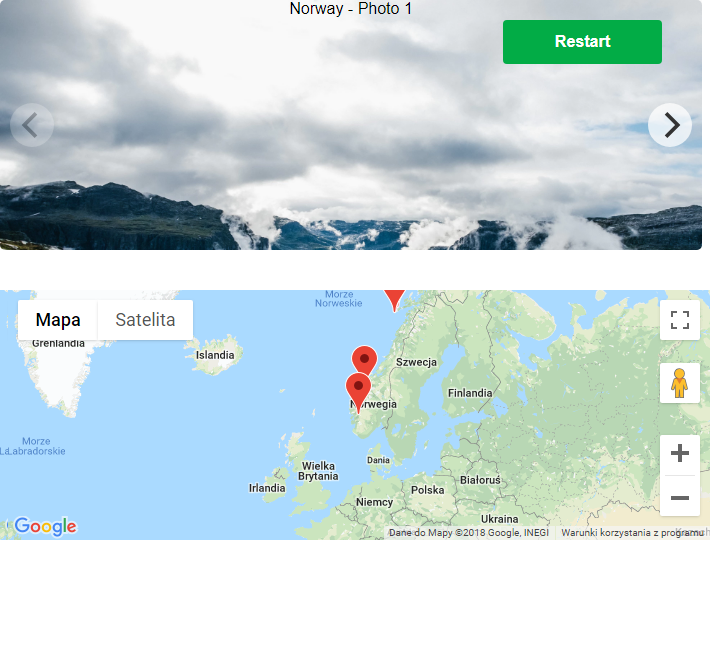 Norway - Photo 1
Restart
Morze
Norweskie
Mapa
Satelita
Grenlandia
Islandia
Szwecja
Finlandia
Norwegia
Morze
Labradorskie
Dania
Wielka
Brytania
Irlandia
Polska
Białoruś
Niemcy
Ukraina
Google
Dane do Mapy ©2018 Google, INEGI
Warunki korzystania z programu